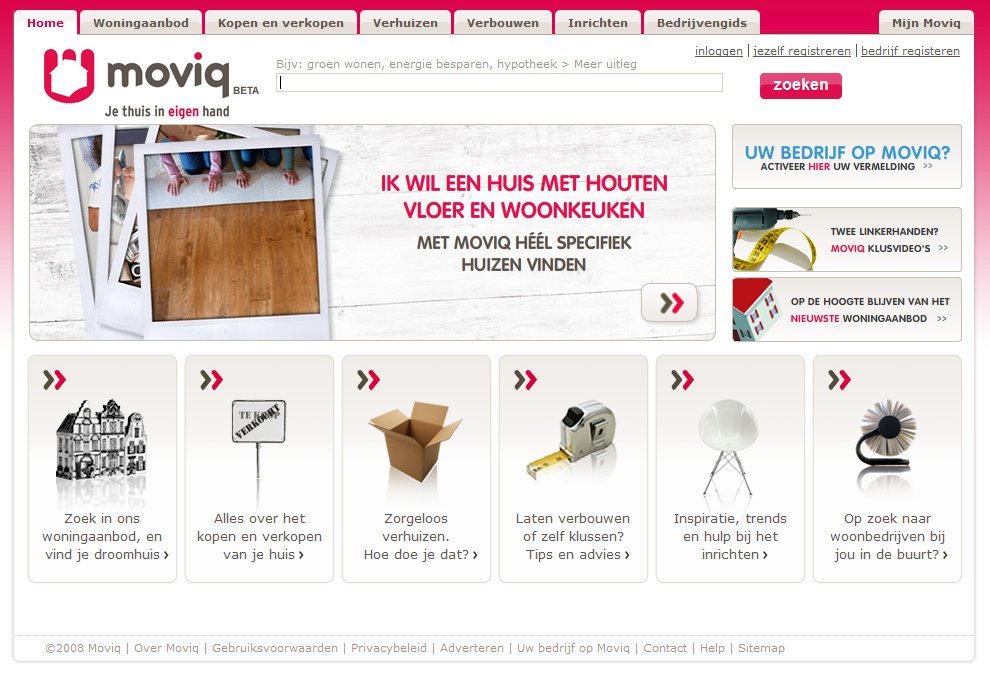 Home Woningaanbod Kopen en verkopen Verhuizen Verbouwen Inrichten Bedrijvengids Mijn Moviq
inloggen | jezelf registreren | bedrijf registeren
moviq BETA
Je thuis in eigen hand
Bijv: groen wonen, energie besparen, hypotheek > Meer uitleg
zoeken
IK WIL EEN HUIS MET HOUTEN
VLOER EN WOONKEUKEN
MET MOVIQ HÉÉL SPECIFIEK
HUIZEN VINDEN
UW BEDRIJF OP MOVIQ?
ACTIVEER HIER UW VERMELDING >>
TWEE LINKERHANDEN?
MOVIQ KLUSVIDEO'S >>
OP DE HOOGTE BLIJVEN VAN HET
NIEUWSTE WONINGAANBOD >>
TE KOOP
VERKOCHT
Zoek in ons
woningaanbod, en
vind je droomhuis ›
Alles over het
kopen en verkopen
van je huis ›
Zorgeloos
verhuizen.
Hoe doe je dat? ›
Laten verbouwen
of zelf klussen?
Tips en advies ›
Inspiratie, trends
en hulp bij het
inrichten ›
Op zoek naar
woonbedrijven bij
jou in de buurt? ›
©2008 Moviq | Over Moviq | Gebruiksvoorwaarden | Privacybeleid | Adverteren | Uw bedrijf op Moviq | Contact | Help | Sitemap